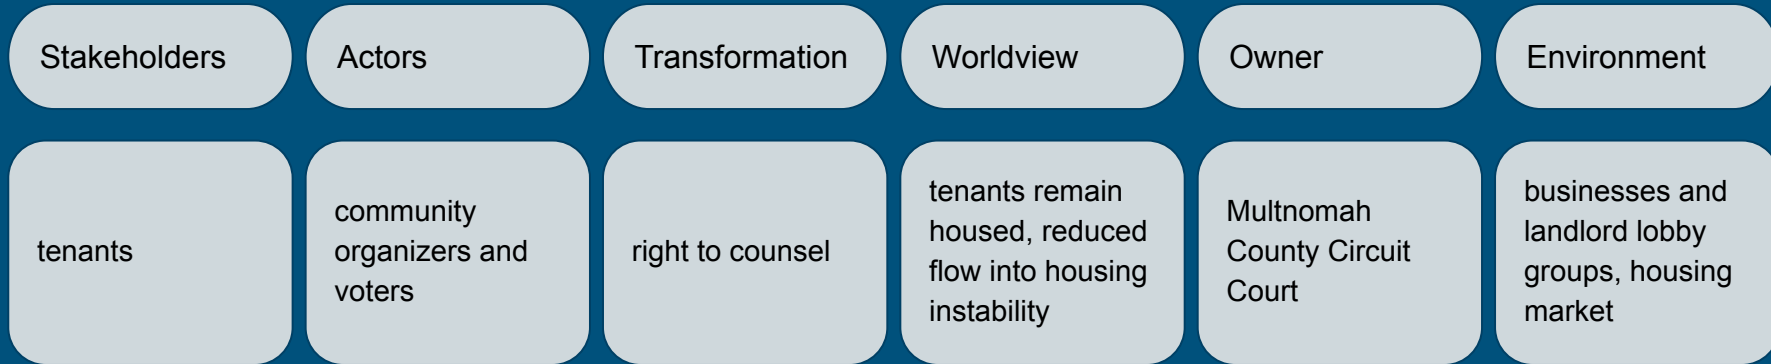 Stakeholders
Actors
Transformation
Worldview
Owner
Environment
tenants
community
organizers and
voters
right to counsel
tenants remain
housed, reduced
flow into housing
instability
Multnomah
County Circuit
Court
businesses and
landlord lobby
groups, housing
market